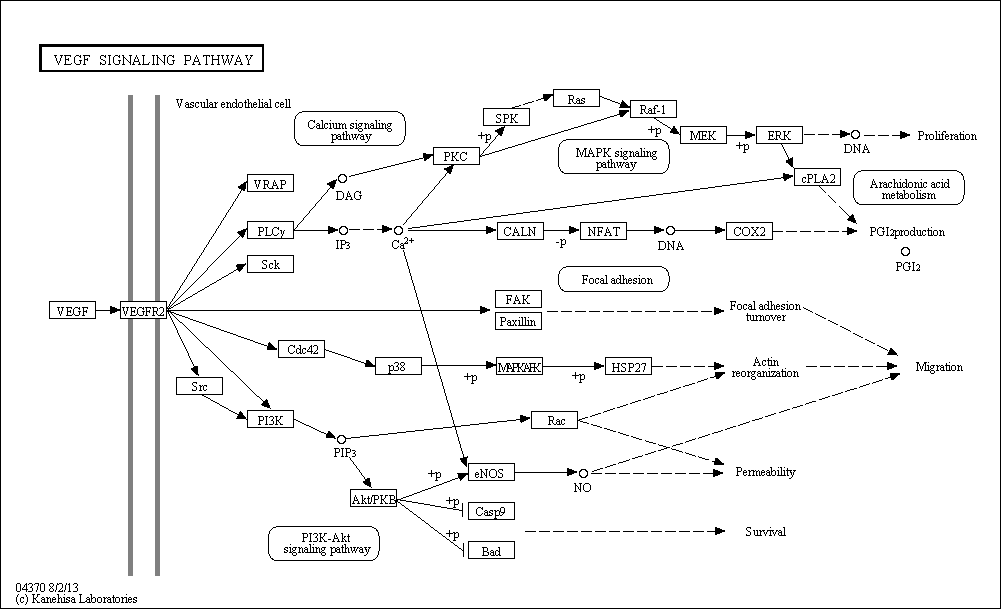 VEGF SIGNALING PATHWAY
Vascular endothelial cell
Calcium signaling
pathway
SPK
Ras
Raf-1
+p
+p
MEK
+p
ERK
DNA
Proliferation
PKC
MAPK signaling
pathway
VRAP
DAG
cPLA2
Arachidonic acid
metabolism
PLCγ
IP3
Ca2+
CALN
-p
NFAT
DNA
COX2
PGI2production
PGI2
Sck
Focal adhesion
VEGF
VEGFR2
FAK
Paxillin
Focal adhesion
turnover
Cdc42
p38
+p
MAPKAPK
+p
HSP27
Actin
reorganization
Migration
Src
PI3K
Rac
PIP3
+p
eNOS
NO
Permeability
Akt/PKB
+p
Casp9
+p
Bad
Survival
PI3K-Akt
signaling pathway
04370 8/2/13
(c) Kanehisa Laboratories